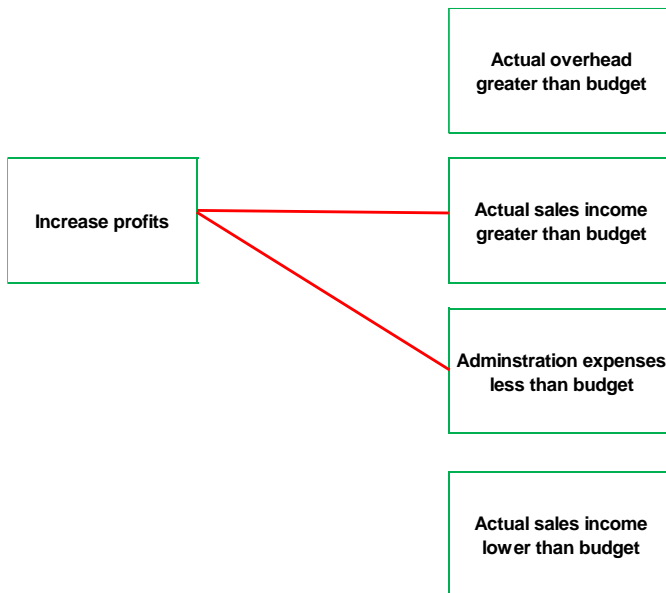 Actual overhead
greater than budget
Increase profits
Actual sales income
greater than budget
Adminstration expenses
less than budget
Actual sales income
lower than budget